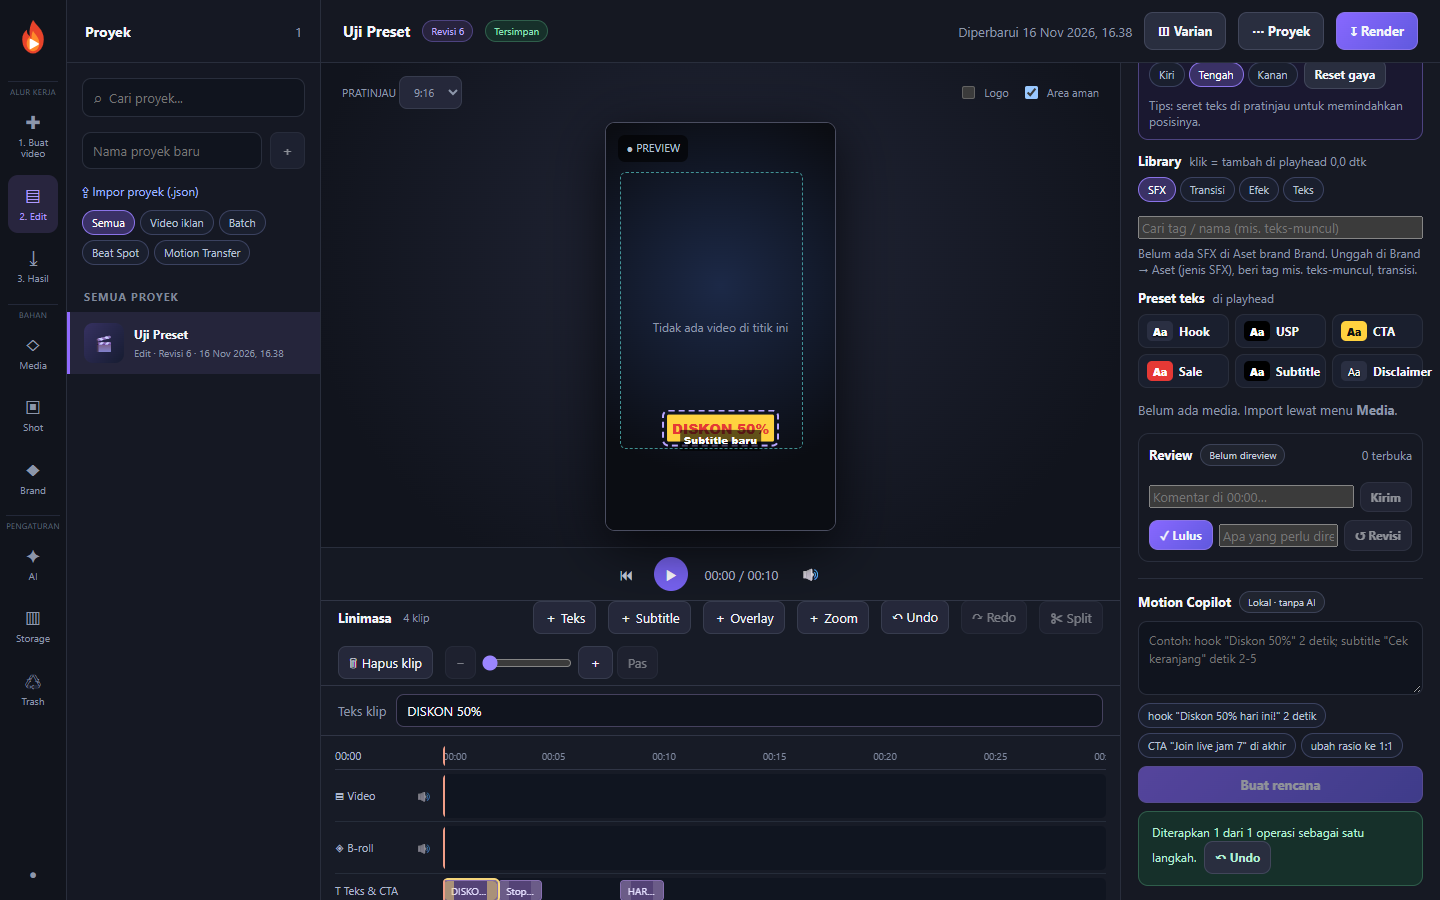 ALUR KERJA
1. Buat
video
2. Edit
3. Hasil
BAHAN
Media
Shot
Brand
PENGATURAN
AI
Storage
Trash
Proyek 1
Cari proyek...
Nama proyek baru +
Impor proyek (.json)
Semua Video iklan Batch
Beat Spot Motion Transfer
SEMUA PROYEK
Uji Preset
Edit · Revisi 6 · 16 Nov 2026, 16.38
Uji Preset Revisi 6 Tersimpan
Diperbarui 16 Nov 2026, 16.38 Varian ··· Proyek Render
PRATINJAU 9:16 Logo Area aman
PREVIEW
Tidak ada video di titik ini
DISKON 50%
Subtitle baru
00:00 / 00:10
Linimasa 4 klip + Teks + Subtitle + Overlay + Zoom Undo Redo Split
Hapus klip − + Pas
Teks klip DISKON 50%
00:00 00:00 00:05 00:10 00:15 00:20 00:25 00:
Video
B-roll
T Teks & CTA DISKO... Stop... HAR...
Kiri Tengah Kanan Reset gaya
Tips: seret teks di pratinjau untuk memindahkan
posisinya.
Library klik = tambah di playhead 0,0 dtk
SFX Transisi Efek Teks
Cari tag / nama (mis. teks-muncul)
Belum ada SFX di Aset brand Brand. Unggah di Brand
→ Aset (jenis SFX), beri tag mis. teks-muncul, transisi.
Preset teks di playhead
Aa Hook Aa USP Aa CTA
Aa Sale Aa Subtitle Aa Disclaimer
Belum ada media. Import lewat menu Media.
Review Belum direview 0 terbuka
Komentar di 00:00... Kirim
✓ Lulus Apa yang perlu dire Revisi
Motion Copilot Lokal · tanpa AI
Contoh: hook "Diskon 50%" 2 detik; subtitle "Cek
keranjang" detik 2-5
hook "Diskon 50% hari ini!" 2 detik
CTA "Join live jam 7" di akhir ubah rasio ke 1:1
Buat rencana
Diterapkan 1 dari 1 operasi sebagai satu
langkah. Undo